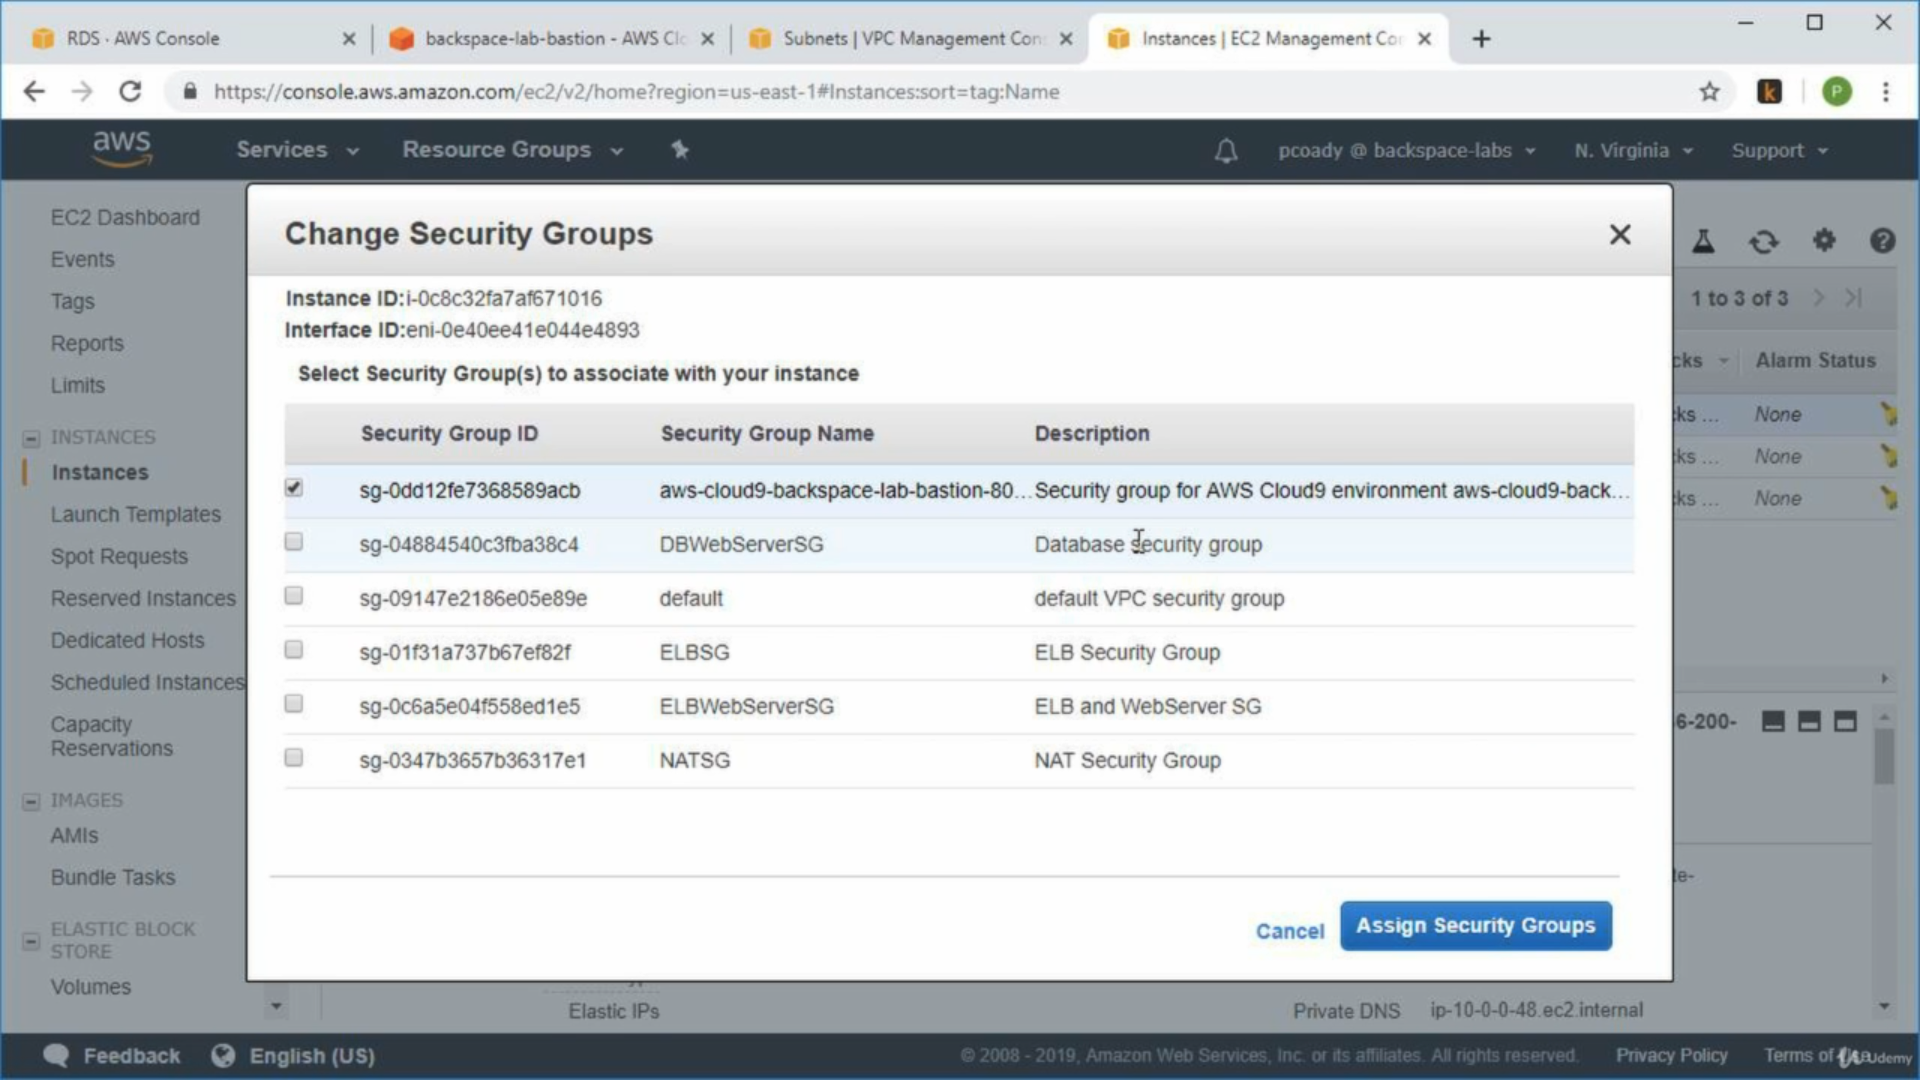 RDS · AWS Console
backspace-lab-bastion - AWS Clo
Subnets | VPC Management Con
Instances | EC2 Management Con
https://console.aws.amazon.com/ec2/v2/home?region=us-east-1#Instances:sort=tag:Name
k
P
aws
Services
Resource Groups
pcoady @ backspace-labs
N. Virginia
Support
EC2 Dashboard
Events
Tags
Reports
Limits
INSTANCES
Instances
Launch Templates
Spot Requests
Reserved Instances
Dedicated Hosts
Scheduled Instances
Capacity
Reservations
IMAGES
AMIs
Bundle Tasks
ELASTIC BLOCK
STORE
Volumes
Change Security Groups
Instance ID:i-0c8c32fa7af671016
Interface ID:eni-0e40ee41e044e4893
Select Security Group(s) to associate with your instance
Security Group ID Security Group Name Description
sg-0dd12fe7368589acb aws-cloud9-backspace-lab-bastion-80... Security group for AWS Cloud9 environment aws-cloud9-back...
sg-04884540c3fba38c4 DBWebServerSG Database security group
sg-09147e2186e05e89e default default VPC security group
sg-01f31a737b67ef82f ELBSG ELB Security Group
sg-0c6a5e04f558ed1e5 ELBWebServerSG ELB and WebServer SG
sg-0347b3657b36317e1 NATSG NAT Security Group
Cancel
Assign Security Groups
1 to 3 of 3
cks Alarm Status
cks ... None
cks ... None
cks ... None
6-200-
te-
Elastic IPs
Private DNS ip-10-0-0-48.ec2.internal
Feedback
English (US)
© 2008 - 2019, Amazon Web Services, Inc. or its affiliates. All rights reserved.
Privacy Policy
Terms of
Udemy